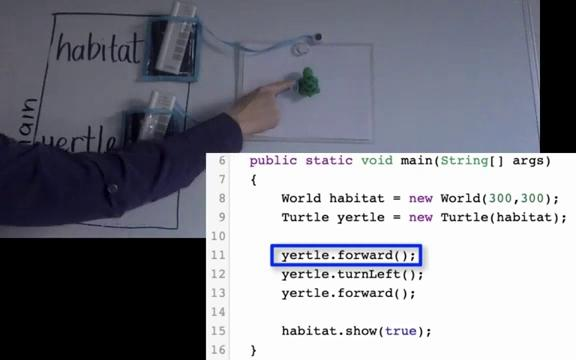 habitat
yertle
main
6 public static void main(String[] args)
7 {
8 World habitat = new World(300,300);
9 Turtle yertle = new Turtle(habitat);
10
11 yertle.forward();
12 yertle.turnLeft();
13 yertle.forward();
14
15 habitat.show(true);
16 }